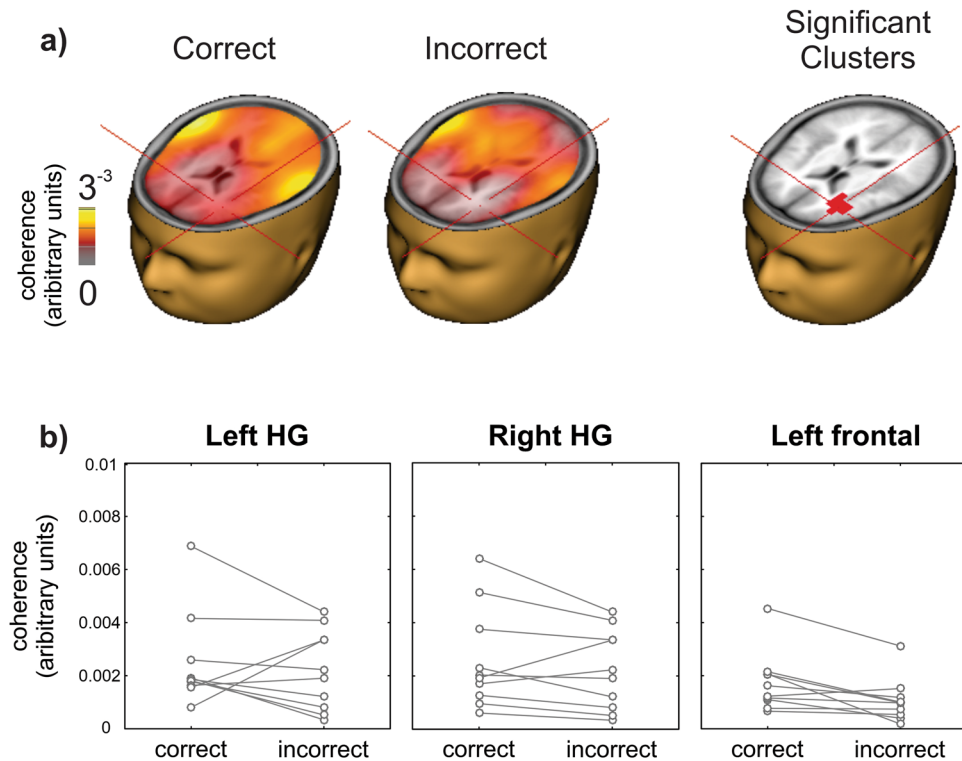 a)
Correct
Incorrect
Significant
Clusters
coherence
(aribitrary units)
3-3
0
b)
Left HG
Right HG
Left frontal
coherence
(aribitrary units)
0.01
0.008
0.006
0.004
0.002
0
correct
incorrect
correct
incorrect
correct
incorrect